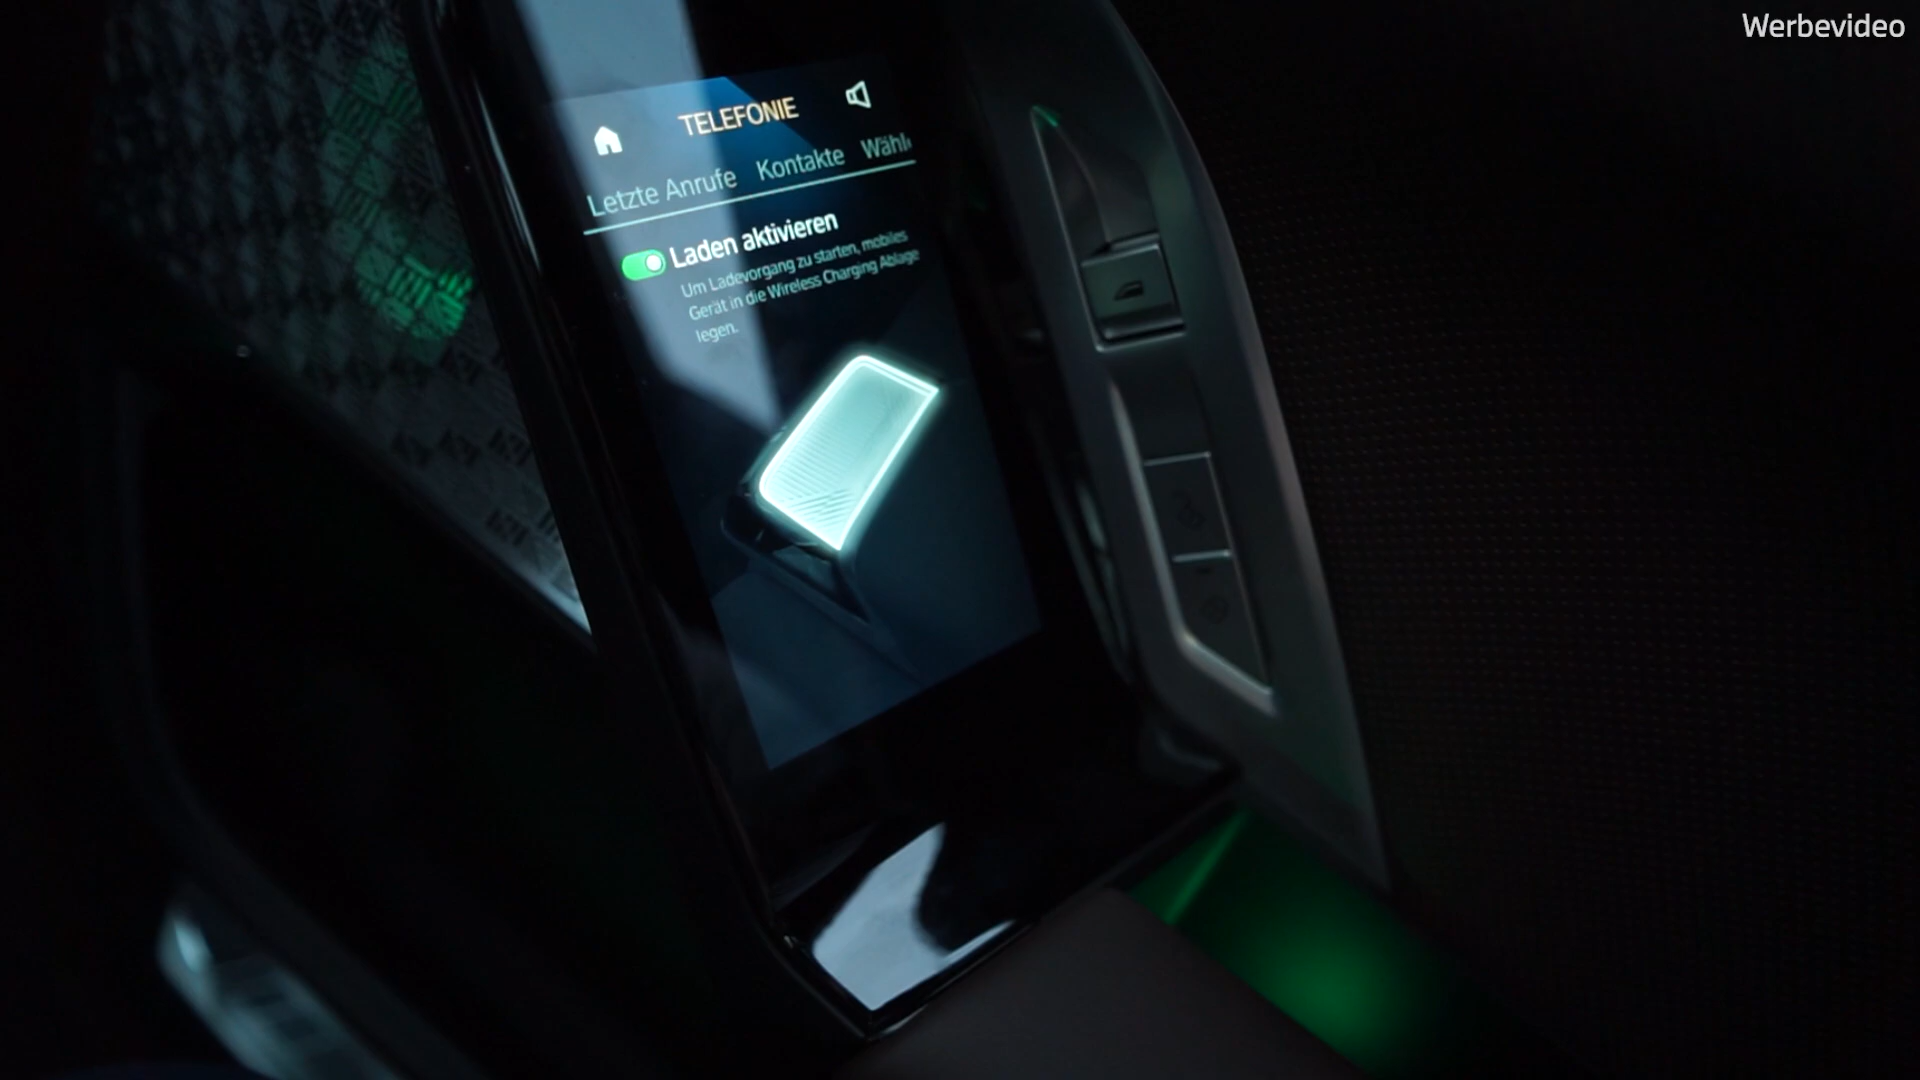 Werbevideo
TELEFONIE
Letzte Anrufe Kontakte Wähl
Laden aktivieren
Um Ladevorgang zu starten, mobiles
Gerät in die Wireless Charging Ablage
legen.